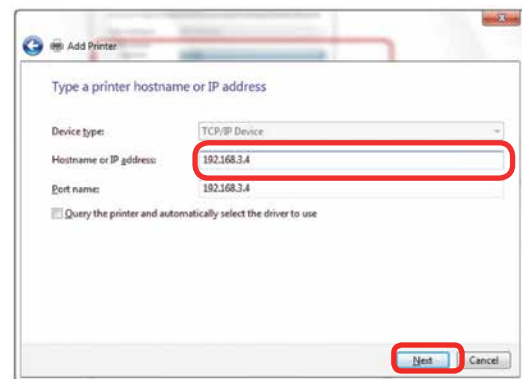 Add Printer
Type a printer hostname or IP address
Device type: TCP/IP Device
Hostname or IP address: 192.168.3.4
Port name: 192.168.3.4
Query the printer and automatically select the driver to use
Next Cancel